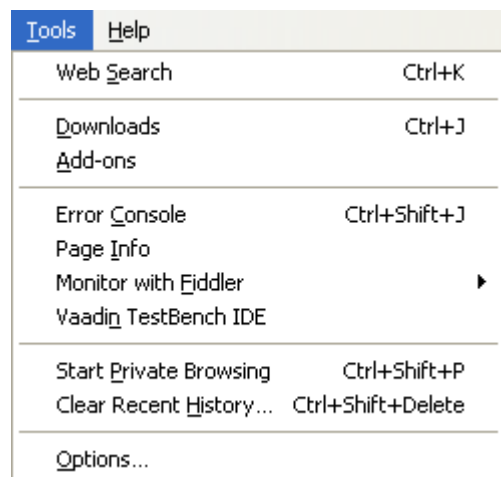 Tools Help
Web Search Ctrl+K
Downloads Ctrl+J
Add-ons
Error Console Ctrl+Shift+J
Page Info
Monitor with Fiddler
Vaadin TestBench IDE
Start Private Browsing Ctrl+Shift+P
Clear Recent History... Ctrl+Shift+Delete
Options...